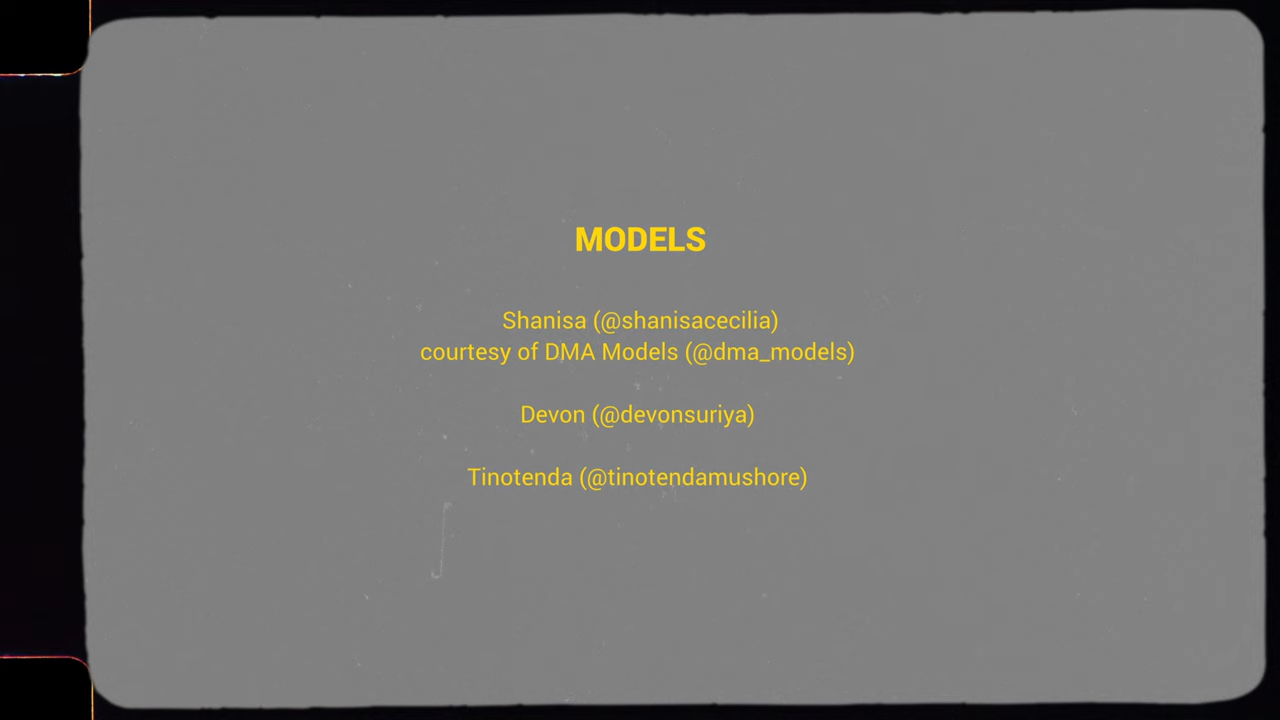 MODELS
Shanisa (@shanisacecilia)
courtesy of DMA Models (@dma_models)
Devon (@devonsuriya)
Tinotenda (@tinotendamushore)